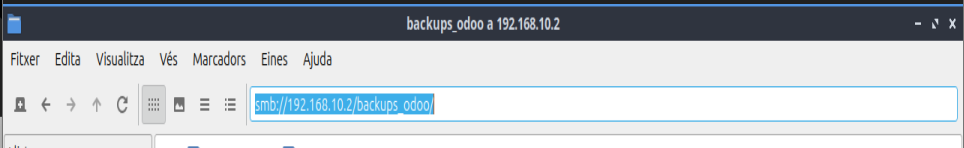 backups_odoo a 192.168.10.2
Fitxer Edita Visualitza Vés Marcadors Eines Ajuda
smb://192.168.10.2/backups_odoo/